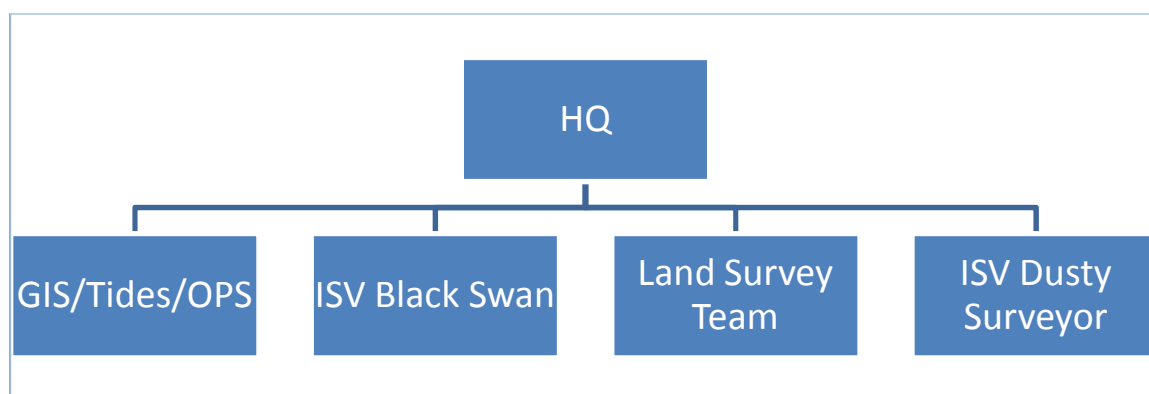 HQ
GIS/Tides/OPS
ISV Black Swan
Land Survey
Team
ISV Dusty
Surveyor